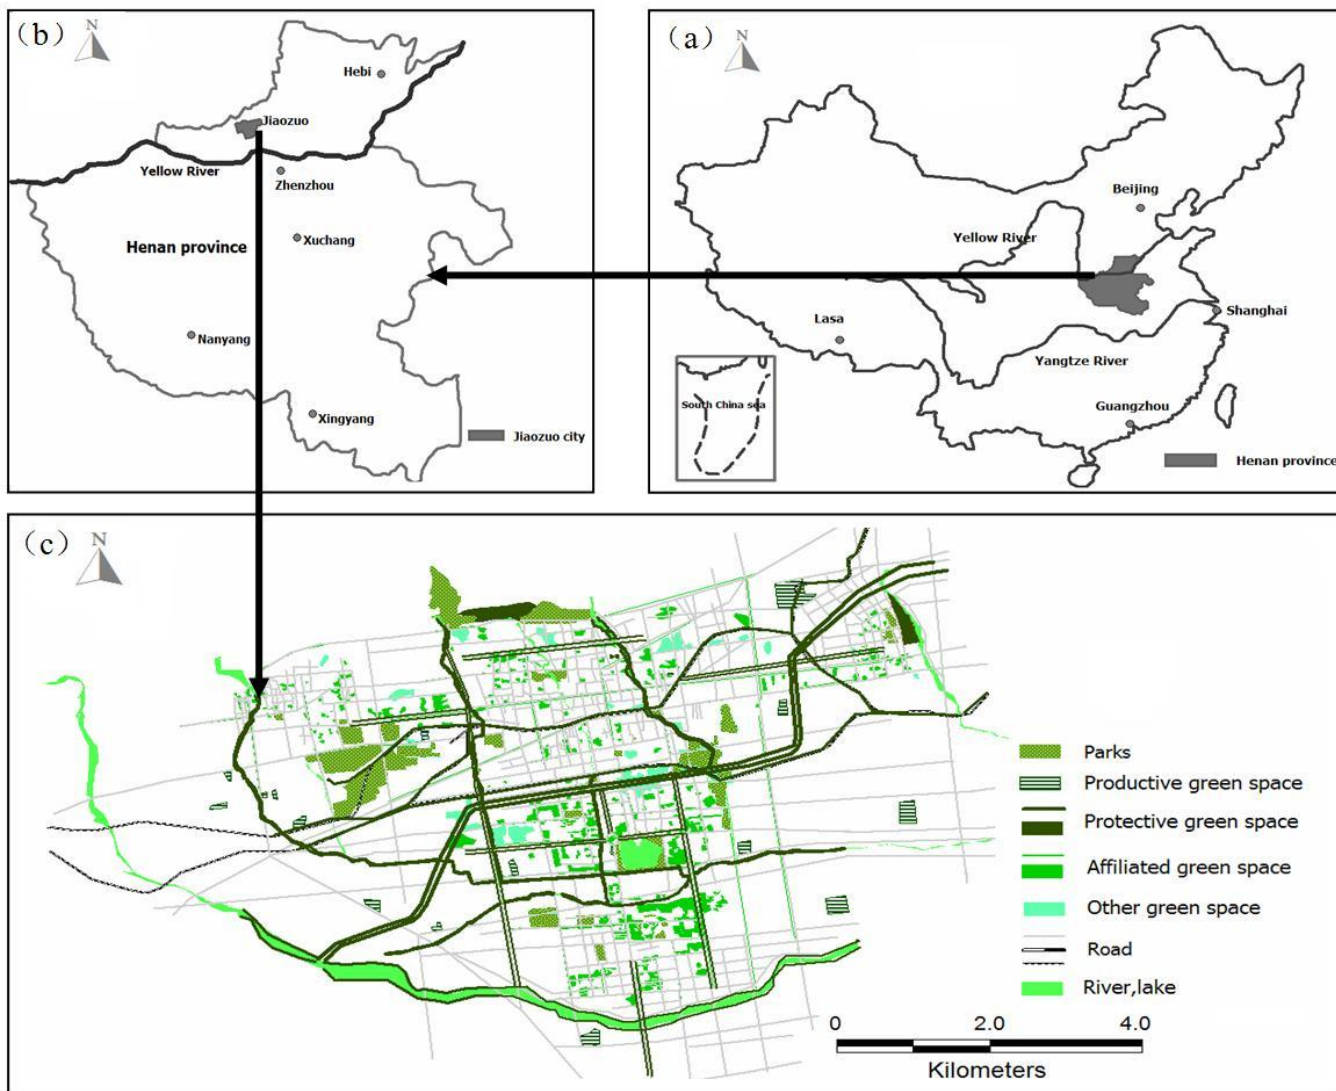 (b)
N
Hebi
Jiaozuo
Yellow River
Zhenzhou
Henan province
Xuchang
Nanyang
Xingyang
Jiaozuo city
(a)
N
Beijing
Yellow River
Lasa
Shanghai
Yangtze River
South China sea
Guangzhou
Henan province
(c)
N
Parks
Productive green space
Protective green space
Affiliated green space
Other green space
Road
River,lake
0 2.0 4.0
Kilometers